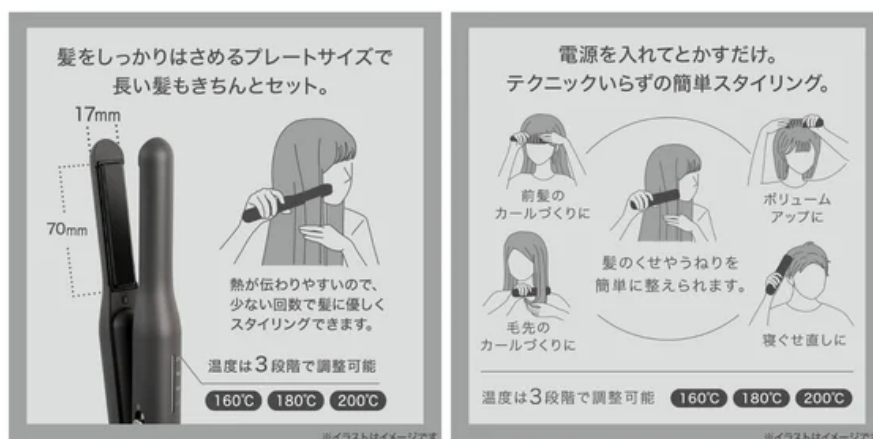 髪をしっかりはさめるプレートサイズで
長い髪もきちんとセット。
17mm
70mm
熱が伝わりやすいので、
少ない回数で髪に優しく
スタイリングできます。
温度は3段階で調整可能
160℃ 180℃ 200℃
※イラストはイメージです
電源を入れてとかすだけ。
テクニックいらずの簡単スタイリング。
前髪の
カールづくりに
ボリューム
アップに
髪のくせやうねりを
簡単に整えられます。
毛先の
カールづくりに
寝ぐせ直しに
温度は3段階で調整可能 160℃ 180℃ 200℃
※イラストはイメージです